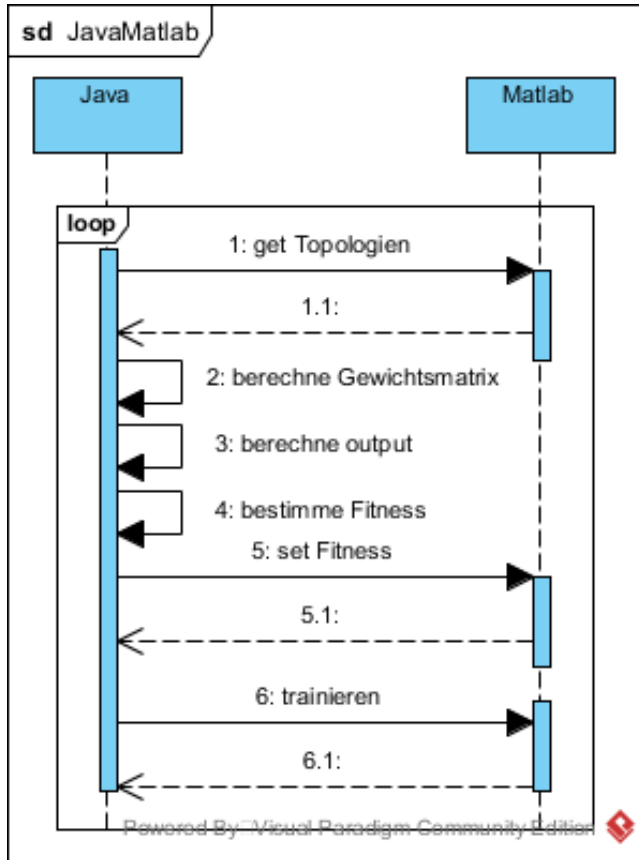 sd JavaMatlab
Java
Matlab
loop
1: get Topologien
1.1:
2: berechne Gewichtsmatrix
3: berechne output
4: bestimme Fitness
5: set Fitness
5.1:
6: trainieren
6.1:
Powered By Visual Paradigm Community Edition